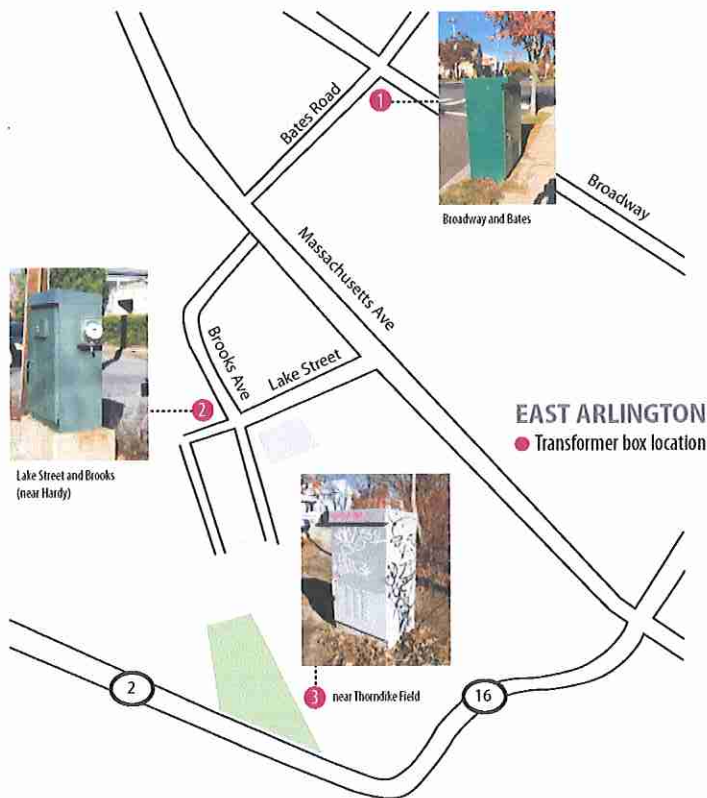 Bates Road
1
Broadway
Broadway and Bates
Massachusetts Ave
Brooks Ave
Lake Street
2
Lake Street and Brooks
(near Hardy)
EAST ARLINGTON
Transformer box location
3
near Thorndike Field
2
16